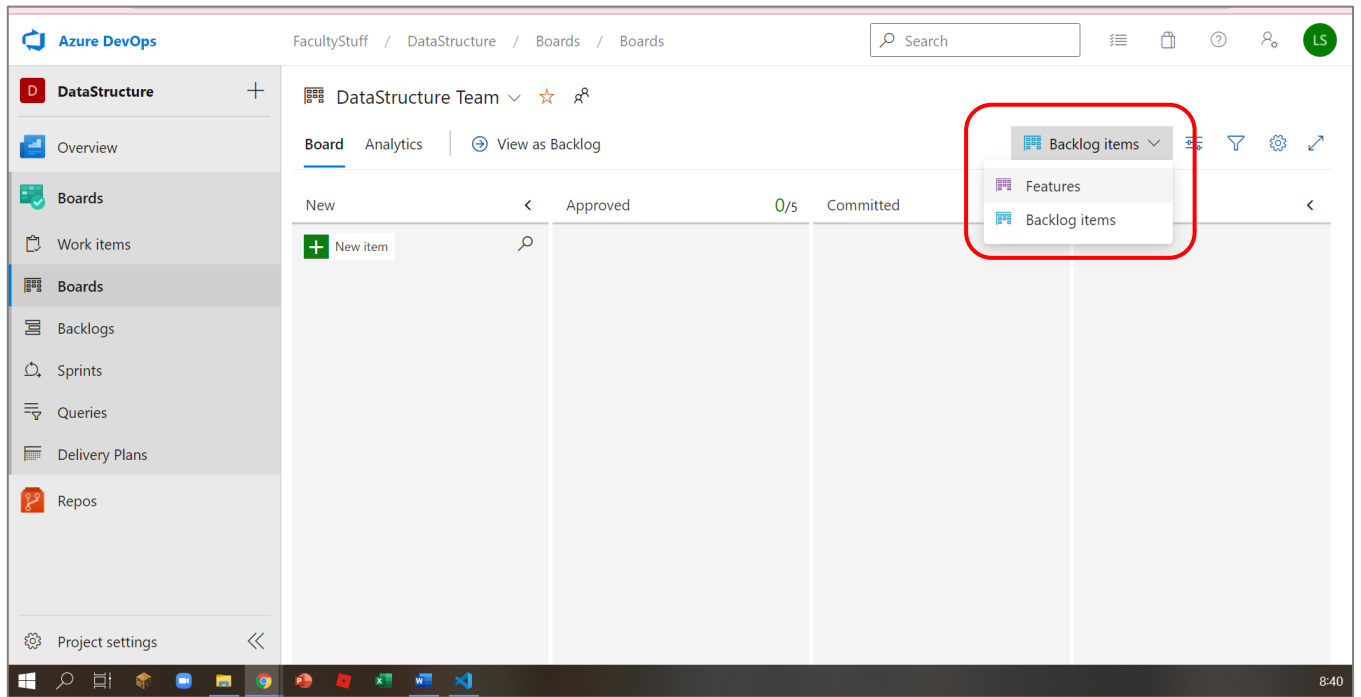 Azure DevOps
FacultyStuff / DataStructure / Boards / Boards
Search
LS
D DataStructure
DataStructure Team
Overview
Board Analytics View as Backlog
Backlog items
Boards
Features
New Approved 0/5 Committed
Backlog items
Work items
New item
Boards
Backlogs
Sprints
Queries
Delivery Plans
Repos
Project settings
8:40